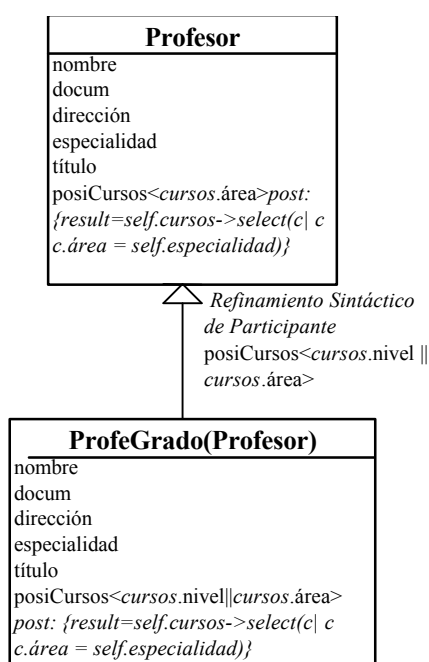 Profesor
nombre
docum
dirección
especialidad
título
posiCursos<cursos.área>post:
{result=self.cursos->select(c| c
c.área = self.especialidad)}
Refinamiento Sintáctico
de Participante
posiCursos<cursos.nivel ||
cursos.área>
ProfeGrado(Profesor)
nombre
docum
dirección
especialidad
título
posiCursos<cursos.nivel||cursos.área>
post: {result=self.cursos->select(c| c
c.área = self.especialidad)}